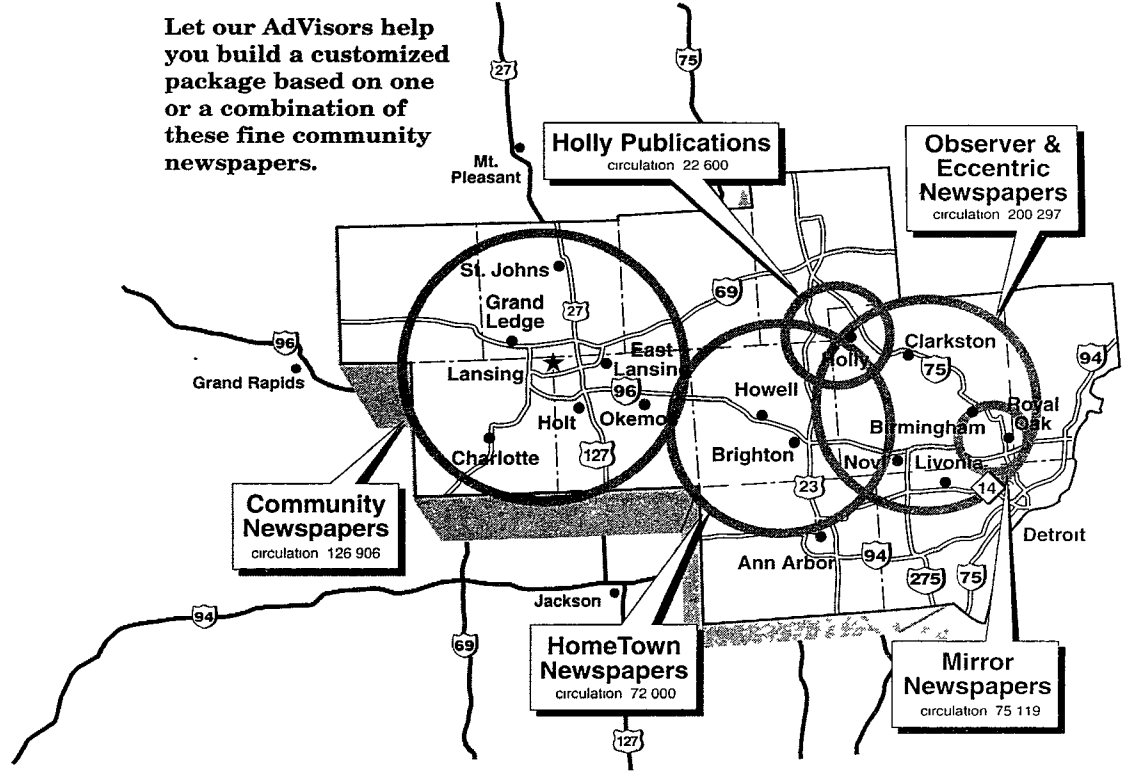 Let our AdVisors help
you build a customized
package based on one
or a combination of
these fine community
newspapers.
27
75
Mt.
Pleasant
Holly Publications
circulation 22 600
Observer &
Eccentric
Newspapers
circulation 200 297
St. Johns
69
Grand
Ledge
27
96
Grand Rapids
Lansing
East
Lansing
Holly
Clarkston
75
94
96
Howell
Holt
Okemos
Royal
Oak
Birmingham
Charlotte
127
Brighton
Novi
Livonia
23
14
Community
Newspapers
circulation 126 906
Detroit
Ann Arbor
94
275
75
Jackson
94
69
HomeTown
Newspapers
circulation 72 000
Mirror
Newspapers
circulation 75 119
127